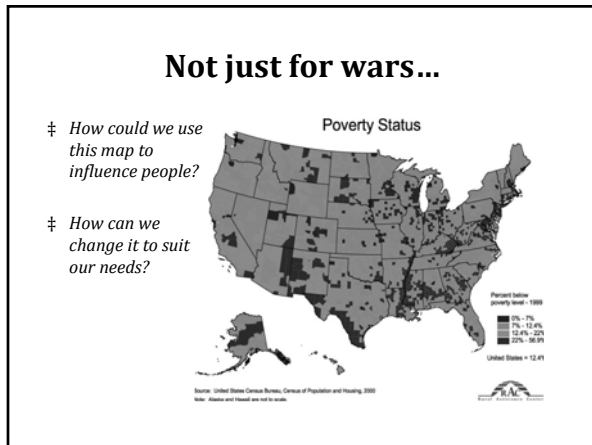 Not just for wars...
‡ How could we use
this map to
influence people?
‡ How can we
change it to suit
our needs?
Poverty Status
Percent below
poverty level - 1999
0% - 7%
7% - 12.4%
12.4% - 22%
22% - 56.9%
United States = 12.4%
Source: United States Census Bureau, Census of Population and Housing, 2000
Note: Alaska and Hawaii are not to scale.
RAC
Rural Assistance Center